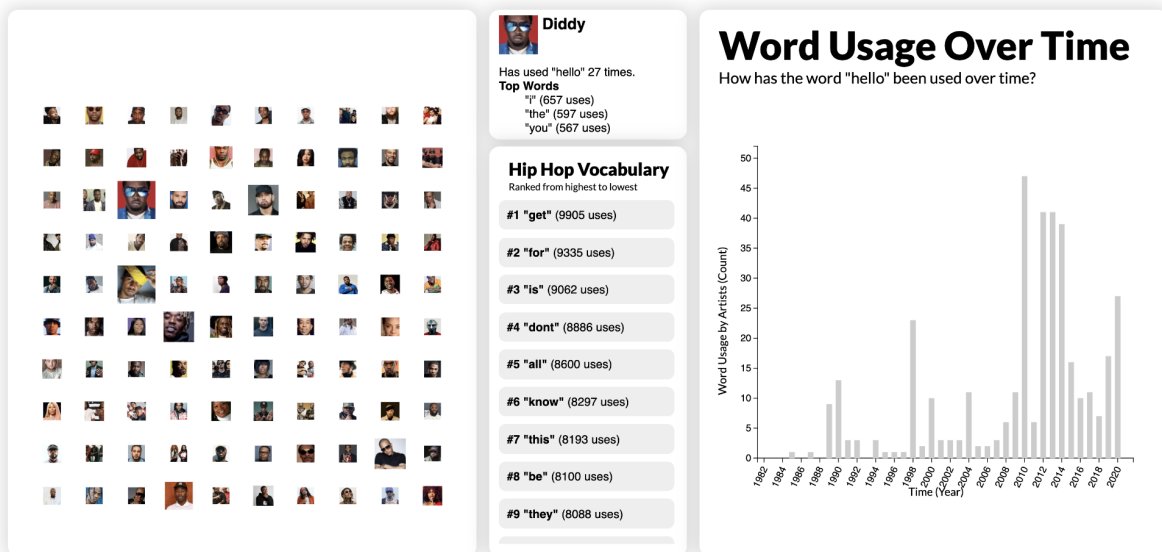 Diddy
Has used "hello" 27 times.
Top Words
"i" (657 uses)
"the" (597 uses)
"you" (567 uses)
Hip Hop Vocabulary
Ranked from highest to lowest
#1 "get" (9905 uses)
#2 "for" (9335 uses)
#3 "is" (9062 uses)
#4 "dont" (8886 uses)
#5 "all" (8600 uses)
#6 "know" (8297 uses)
#7 "this" (8193 uses)
#8 "be" (8100 uses)
#9 "they" (8088 uses)
Word Usage Over Time
How has the word "hello" been used over time?
Word Usage by Artists (Count)
50
45
40
35
30
25
20
15
10
5
0
1982
1984
1986
1988
1990
1992
1994
1996
1998
2000
2002
2004
2006
2008
2010
2012
2014
2016
2018
2020
Time (Year)